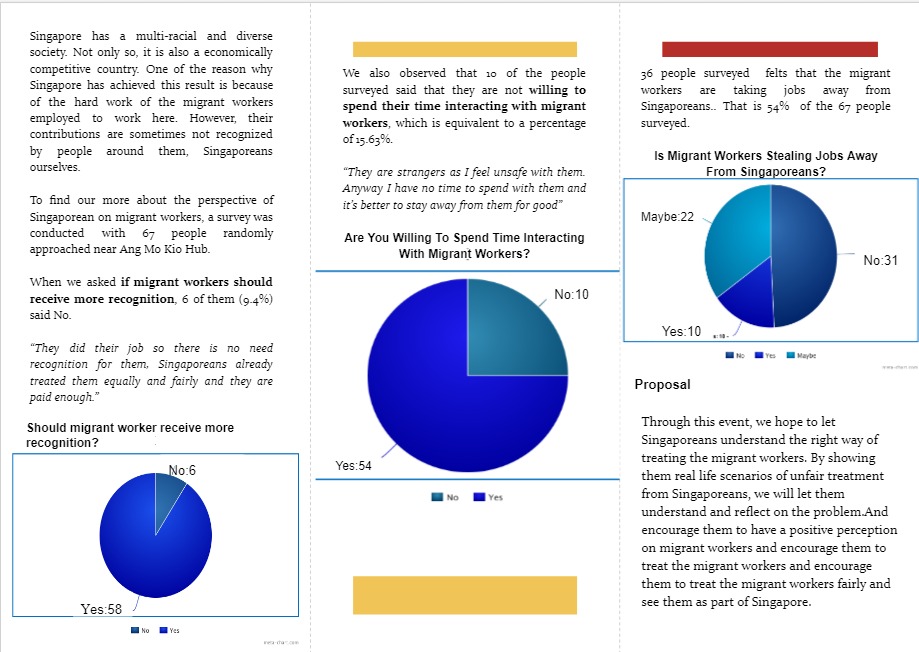 Singapore has a multi-racial and diverse
society. Not only so, it is also a economically
competitive country. One of the reason why
Singapore has achieved this result is because
of the hard work of the migrant workers
employed to work here. However, their
contributions are sometimes not recognized
by people around them, Singaporeans
ourselves.
To find our more about the perspective of
Singaporean on migrant workers, a survey was
conducted with 67 people randomly
approached near Ang Mo Kio Hub.
When we asked if migrant workers should
receive more recognition, 6 of them (9.4%)
said No.
“They did their job so there is no need
recognition for them, Singaporeans already
treated them equally and fairly and they are
paid enough.”
Should migrant worker receive more
recognition?
No:6
Yes:58
No Yes
meta-chart.com
We also observed that 10 of the people
surveyed said that they are not willing to
spend their time interacting with migrant
workers, which is equivalent to a percentage
of 15.63%.
“They are strangers as I feel unsafe with them.
Anyway I have no time to spend with them and
it’s better to stay away from them for good”
Are You Willing To Spend Time Interacting
With Migrant Workers?
No:10
Yes:54
No Yes
36 people surveyed felts that the migrant
workers are taking jobs away from
Singaporeans.. That is 54% of the 67 people
surveyed.
Is Migrant Workers Stealing Jobs Away
From Singaporeans?
Maybe:22
No:31
Yes:10
No Yes Maybe
meta-chart.com
Proposal
Through this event, we hope to let
Singaporeans understand the right way of
treating the migrant workers. By showing
them real life scenarios of unfair treatment
from Singaporeans, we will let them
understand and reflect on the problem.And
encourage them to have a positive perception
on migrant workers and encourage them to
treat the migrant workers and encourage
them to treat the migrant workers fairly and
see them as part of Singapore.